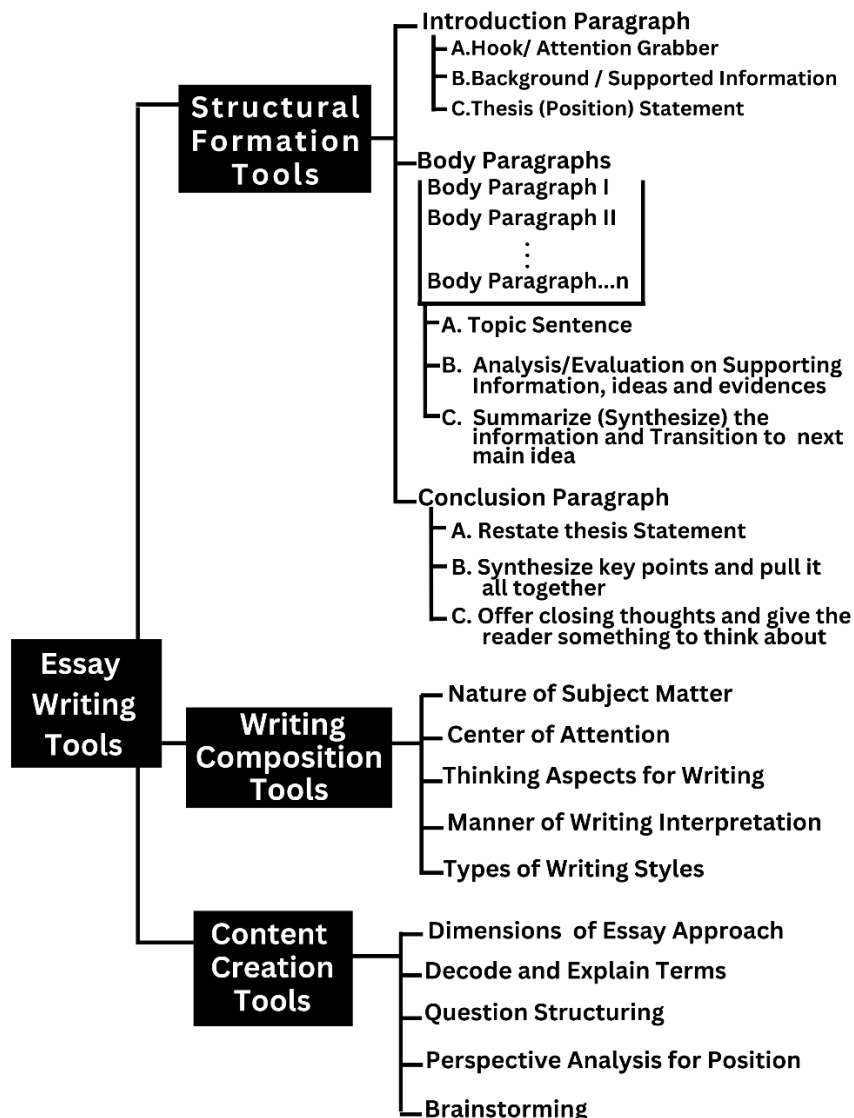 Essay
Writing
Tools
Structural
Formation
Tools
Introduction Paragraph
A.Hook/ Attention Grabber
B.Background / Supported Information
C.Thesis (Position) Statement
Body Paragraphs
Body Paragraph I
Body Paragraph II
⋮
Body Paragraph...n
A. Topic Sentence
B. Analysis/Evaluation on Supporting
Information, ideas and evidences
C. Summarize (Synthesize) the
information and Transition to next
main idea
Conclusion Paragraph
A. Restate thesis Statement
B. Synthesize key points and pull it
all together
C. Offer closing thoughts and give the
reader something to think about
Writing
Composition
Tools
Nature of Subject Matter
Center of Attention
Thinking Aspects for Writing
Manner of Writing Interpretation
Types of Writing Styles
Content
Creation
Tools
Dimensions of Essay Approach
Decode and Explain Terms
Question Structuring
Perspective Analysis for Position
Brainstorming